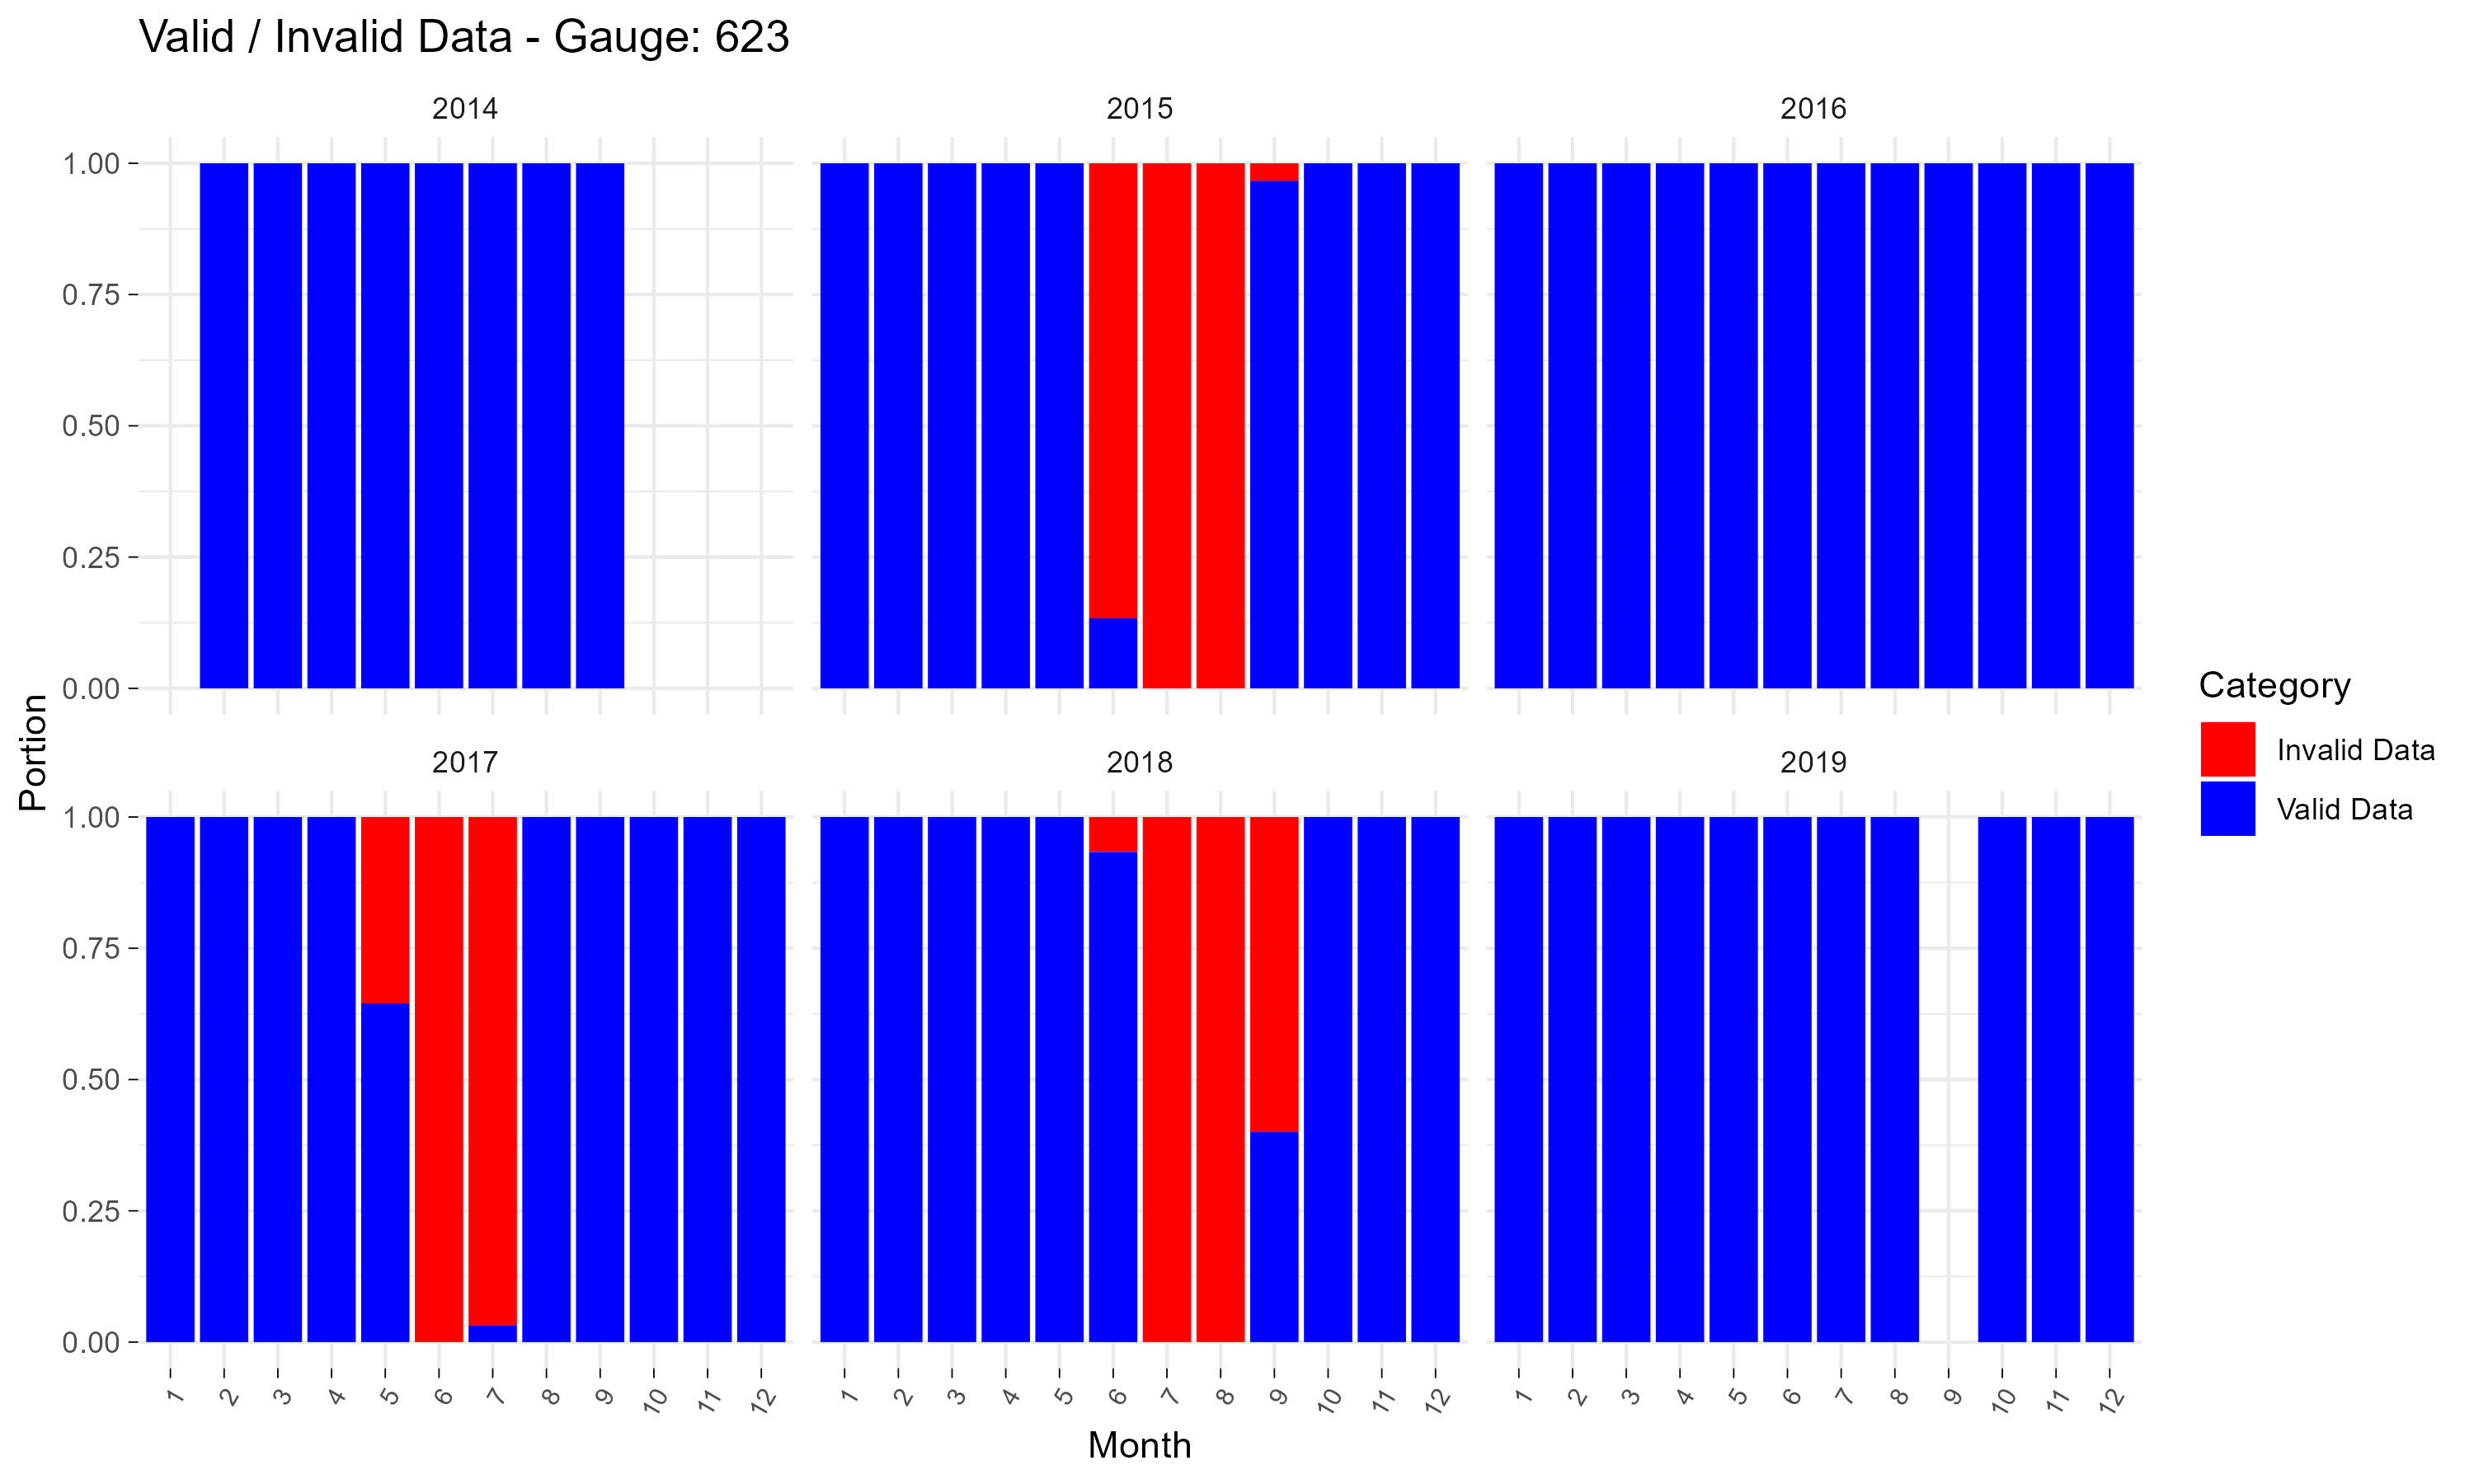 Valid / Invalid Data - Gauge: 623
2014
2015
2016
1.00
0.75
0.50
0.25
0.00
2017
2018
2019
1.00
0.75
0.50
0.25
0.00
1 2 3 4 5 6 7 8 9 10 11 12
1 2 3 4 5 6 7 8 9 10 11 12
1 2 3 4 5 6 7 8 9 10 11 12
Portion
Month
Category
Invalid Data
Valid Data